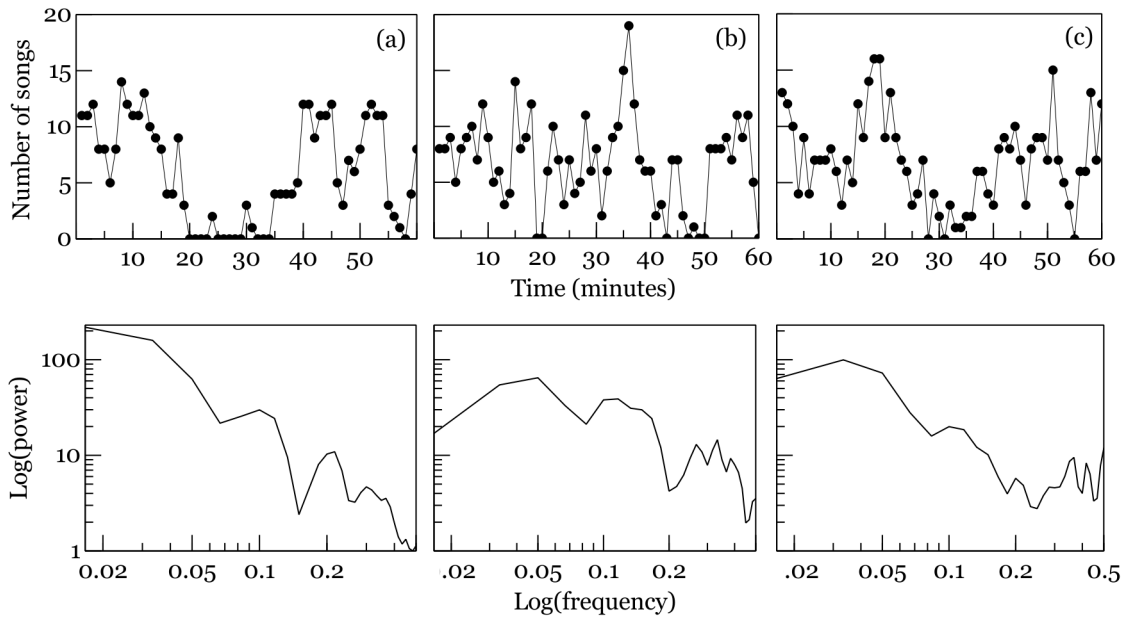 20
15
10
5
0
Number of songs
(a)
(b)
(c)
10 20 30 40 50
10 20 30 40 50 60
10 20 30 40 50 60
Time (minutes)
100
10
1
Log(power)
0.02 0.05 0.1 0.2
.02 0.05 0.1 0.2
.02 0.05 0.1 0.2 0.5
Log(frequency)